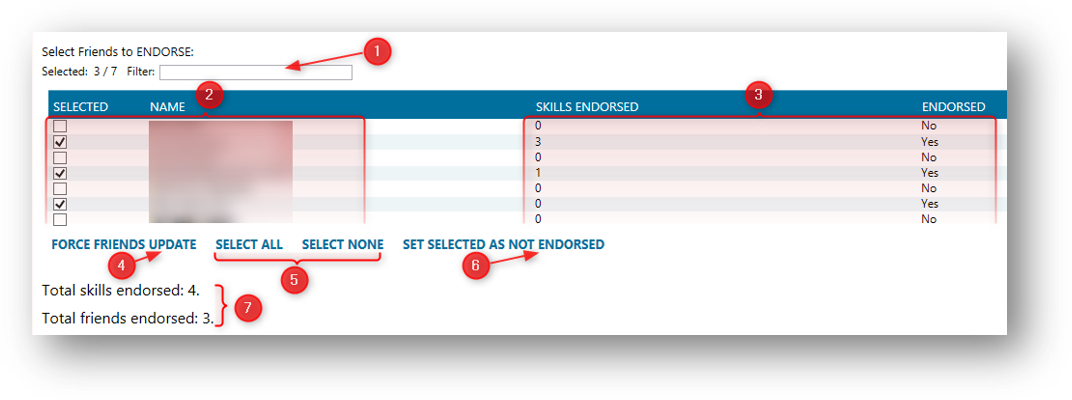 Select Friends to ENDORSE:
1
Selected: 3 / 7 Filter:
2
3
SELECTED NAME SKILLS ENDORSED ENDORSED
0 No
3 Yes
0 No
1 Yes
0 No
0 Yes
0 No
FORCE FRIENDS UPDATE SELECT ALL SELECT NONE SET SELECTED AS NOT ENDORSED
4
5
6
Total skills endorsed: 4.
7
Total friends endorsed: 3.